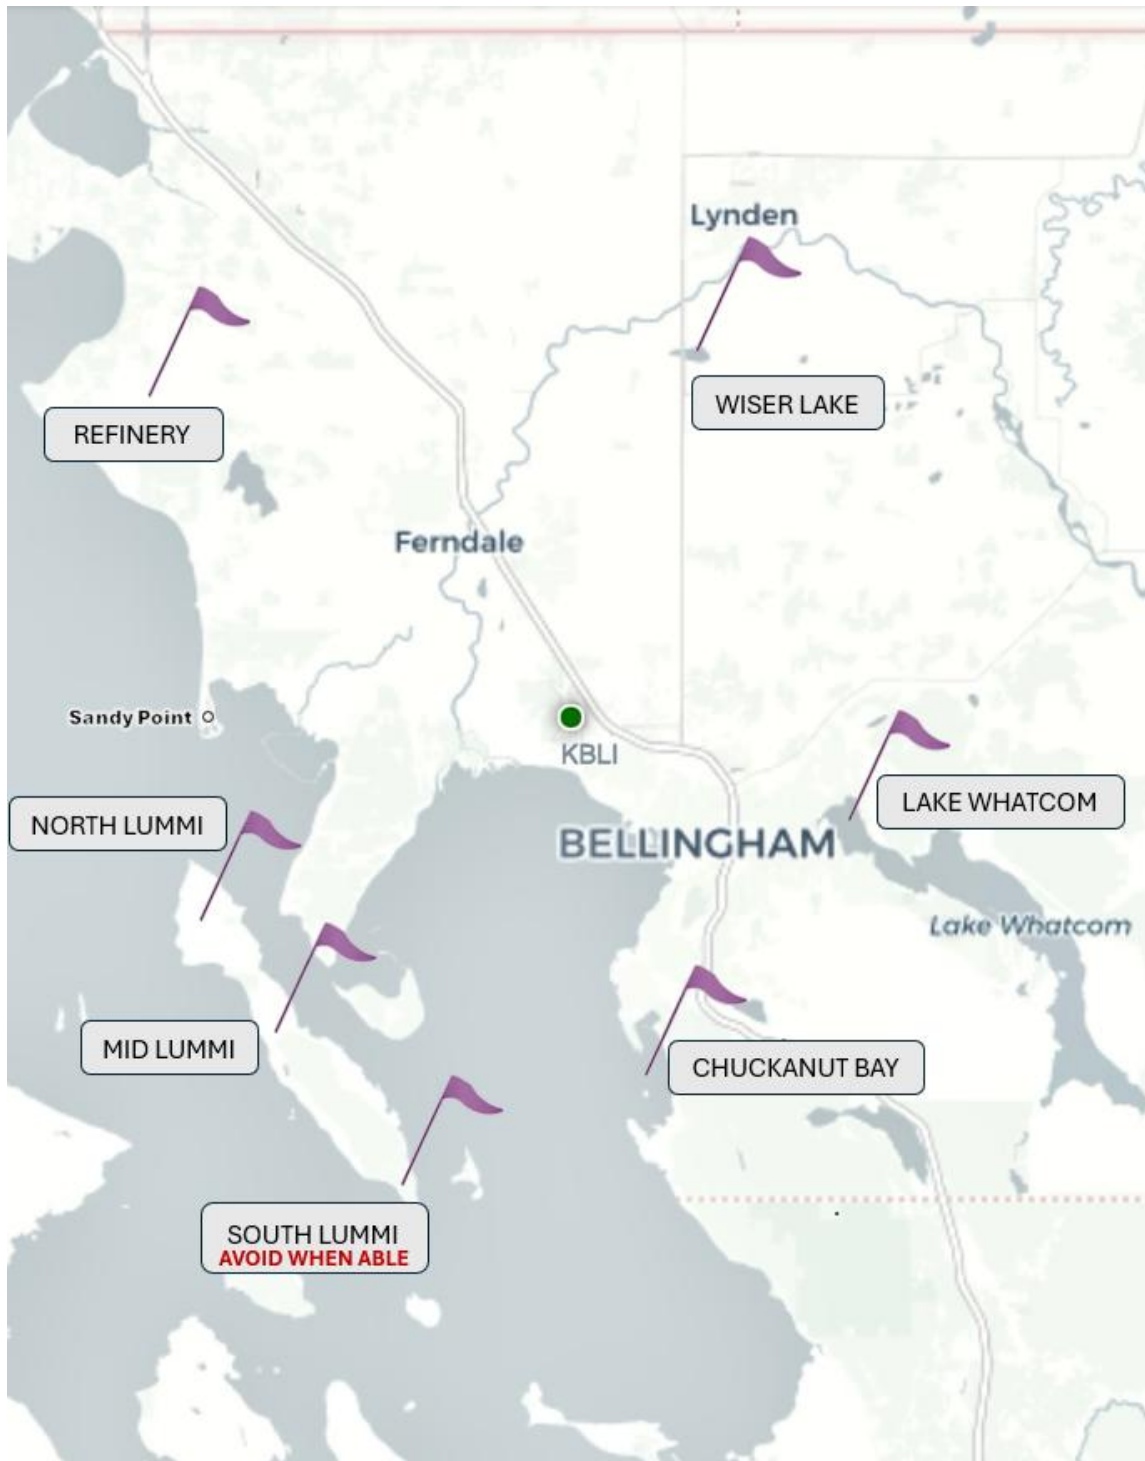 Lynden
WISER LAKE
REFINERY
Ferndale
Sandy Point
KBLI
LAKE WHATCOM
NORTH LUMMI
BELLINGHAM
Lake Whatcom
MID LUMMI
CHUCKANUT BAY
SOUTH LUMMI
AVOID WHEN ABLE